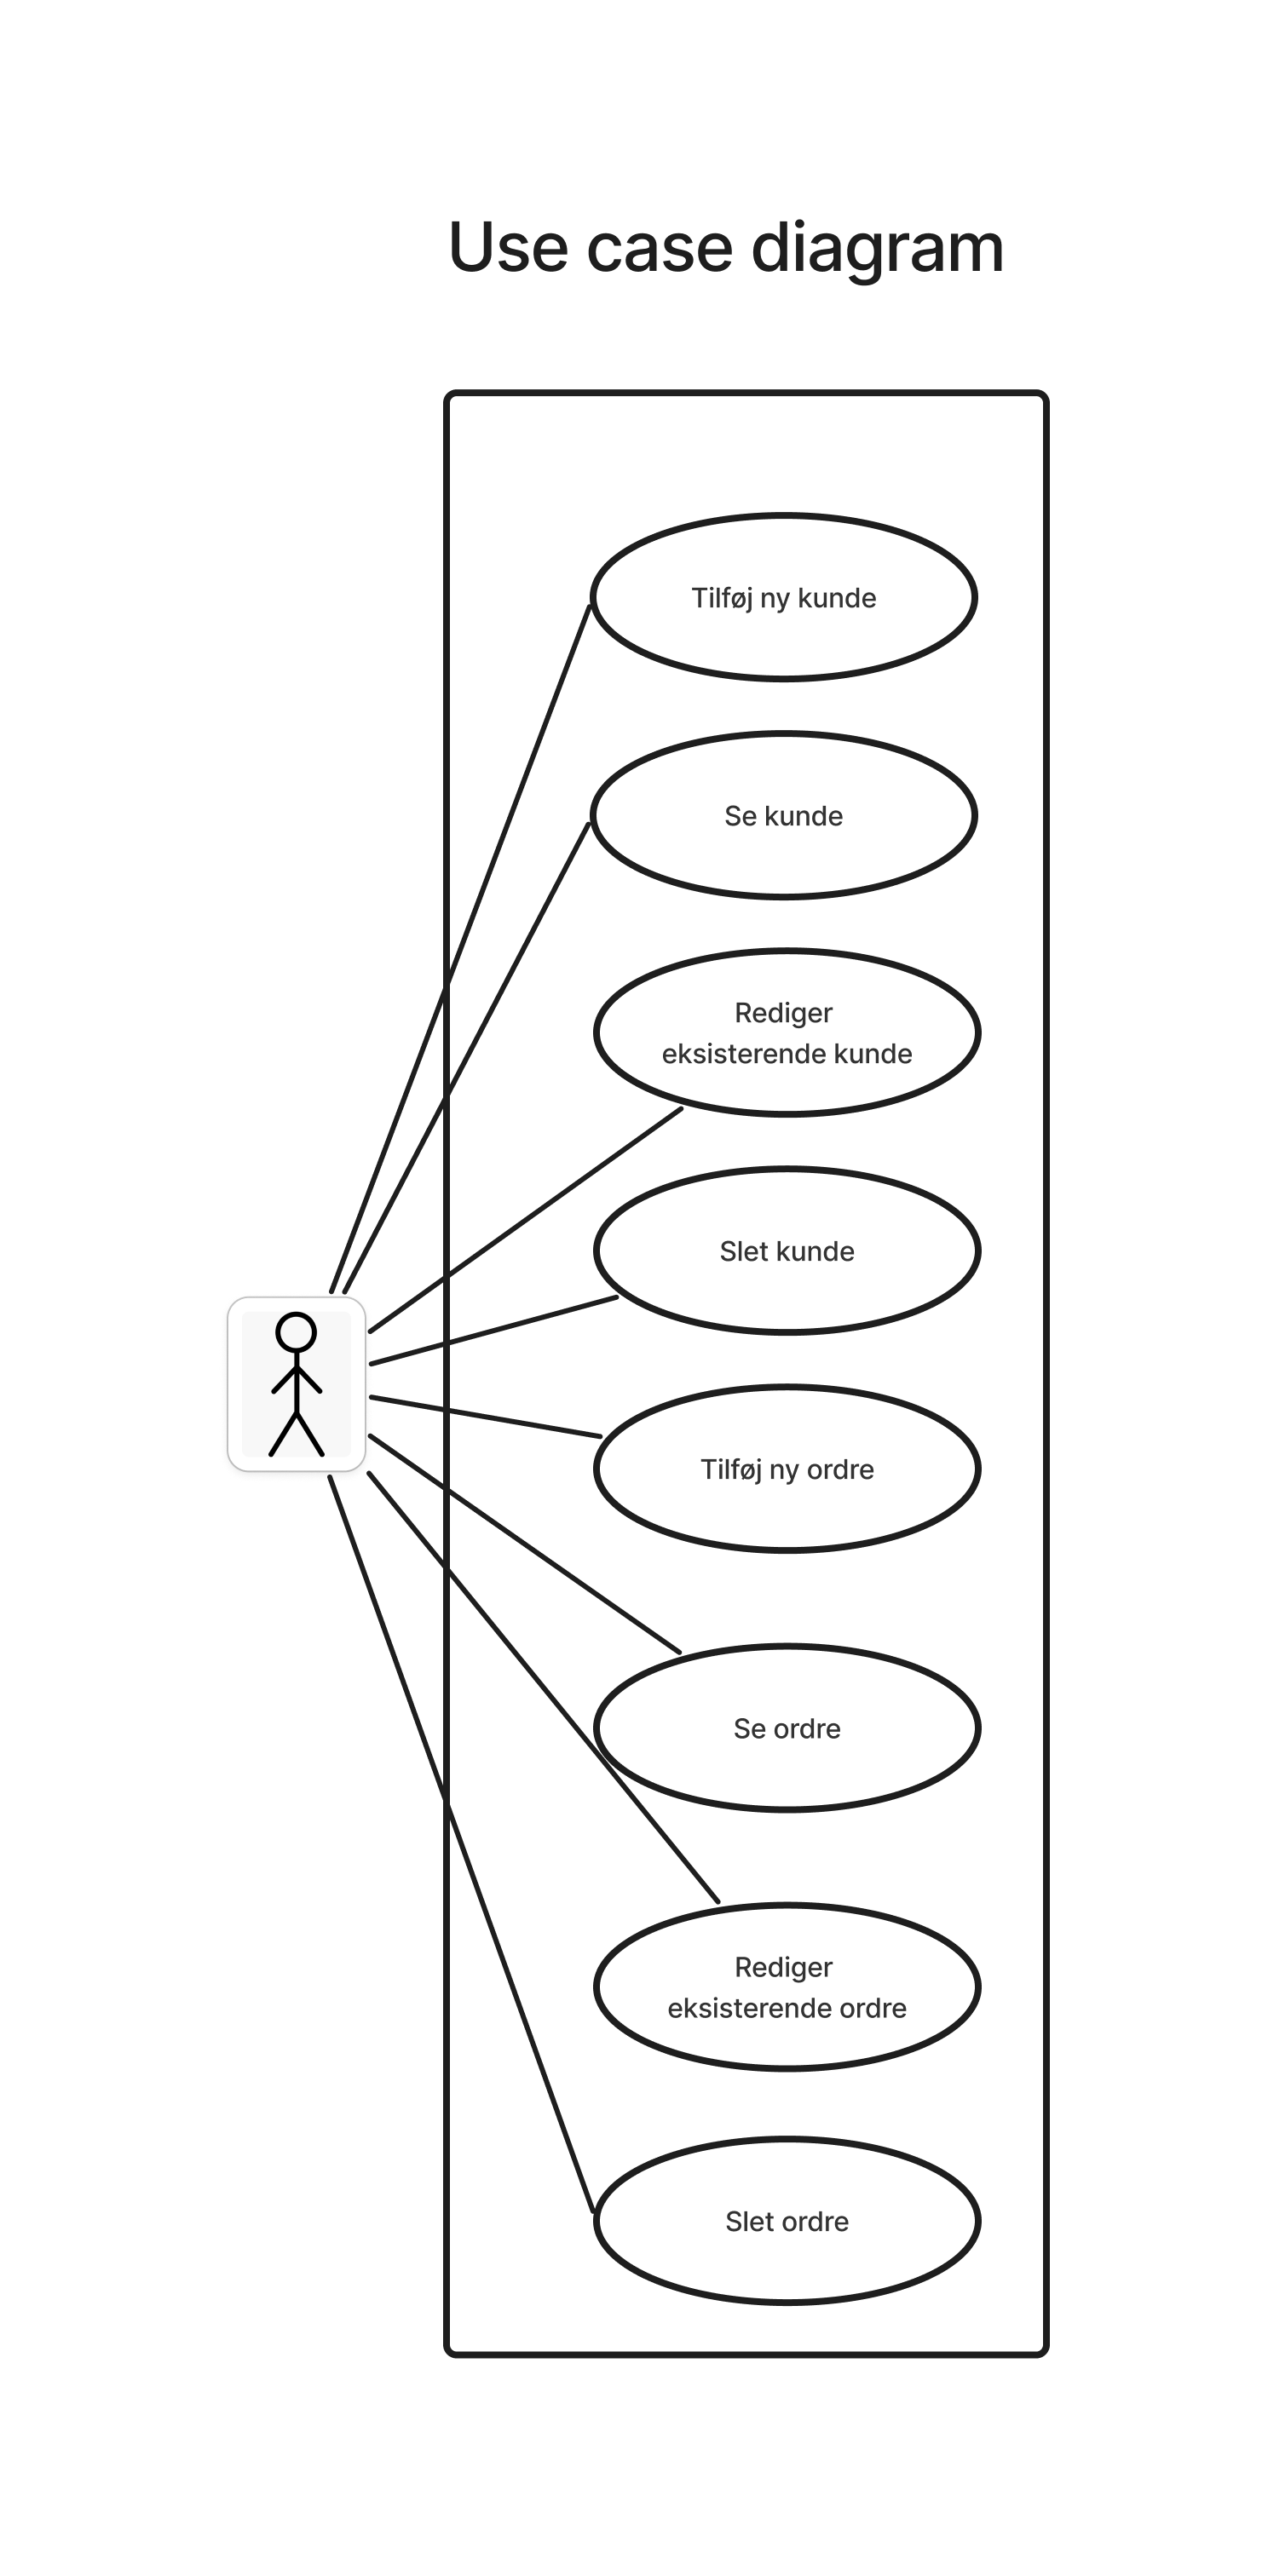 Use case diagram
Tilføj ny kunde
Se kunde
Rediger
eksisterende kunde
Slet kunde
Tilføj ny ordre
Se ordre
Rediger
eksisterende ordre
Slet ordre